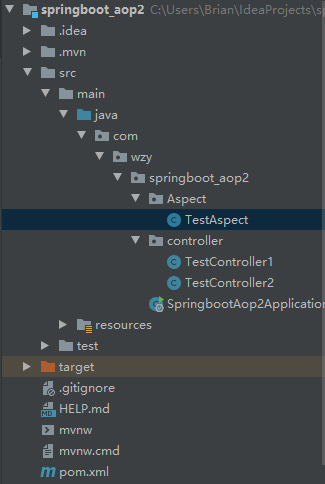 springboot_aop2 C:\Users\Brian\IdeaProjects\sp
.idea
.mvn
src
main
java
com
wzy
springboot_aop2
Aspect
TestAspect
controller
TestController1
TestController2
SpringbootAop2Application
resources
test
target
.gitignore
HELP.md
mvnw
mvnw.cmd
pom.xml